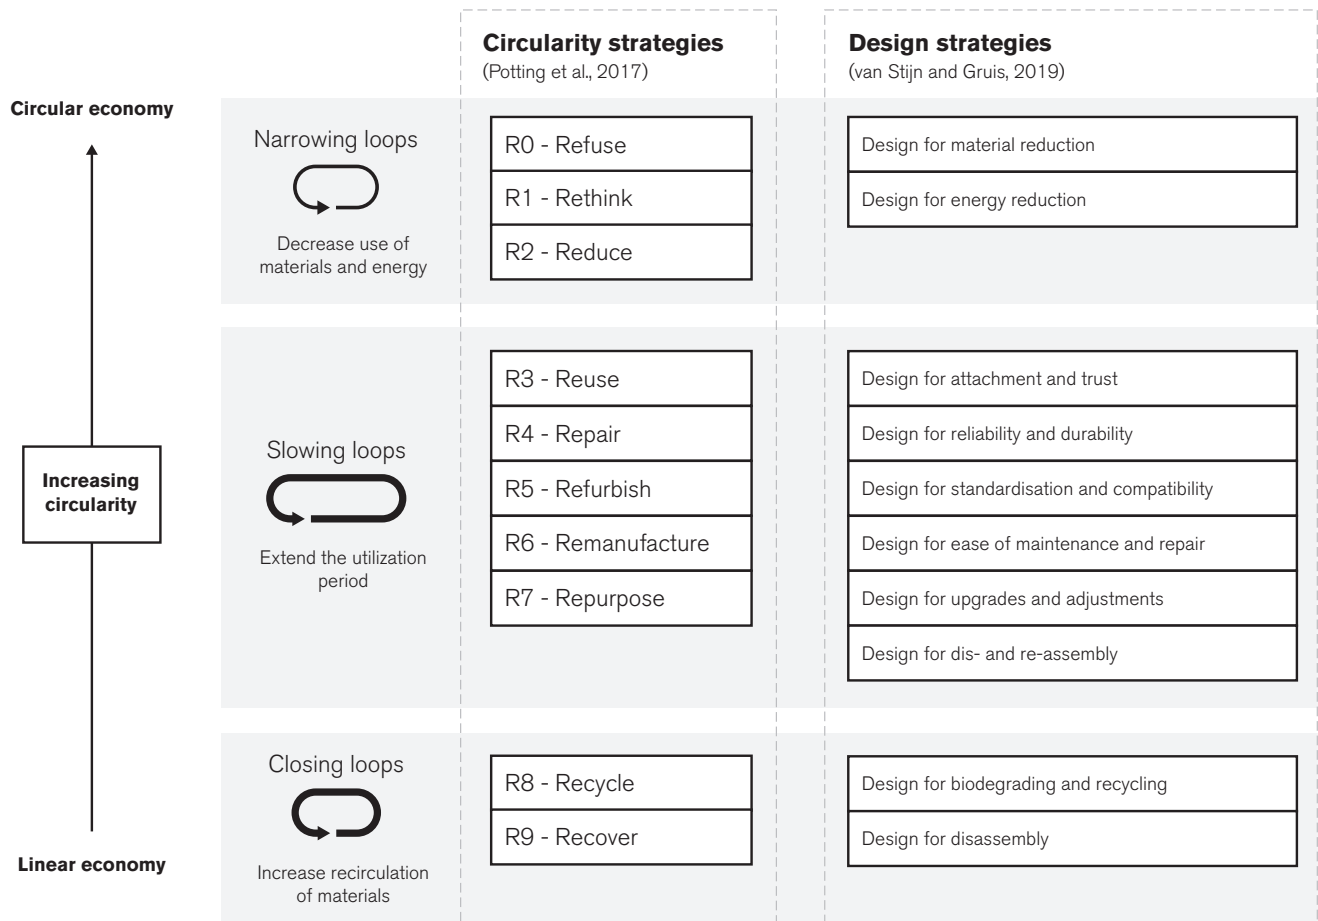 Circularity strategies
(Potting et al., 2017)
Design strategies
(van Stijn and Gruis, 2019)
Circular economy
Increasing
circularity
Linear economy
Narrowing loops
Decrease use of
materials and energy
R0 - Refuse
R1 - Rethink
R2 - Reduce
Design for material reduction
Design for energy reduction
Slowing loops
Extend the utilization
period
R3 - Reuse
R4 - Repair
R5 - Refurbish
R6 - Remanufacture
R7 - Repurpose
Design for attachment and trust
Design for reliability and durability
Design for standardisation and compatibility
Design for ease of maintenance and repair
Design for upgrades and adjustments
Design for dis- and re-assembly
Closing loops
Increase recirculation
of materials
R8 - Recycle
R9 - Recover
Design for biodegrading and recycling
Design for disassembly